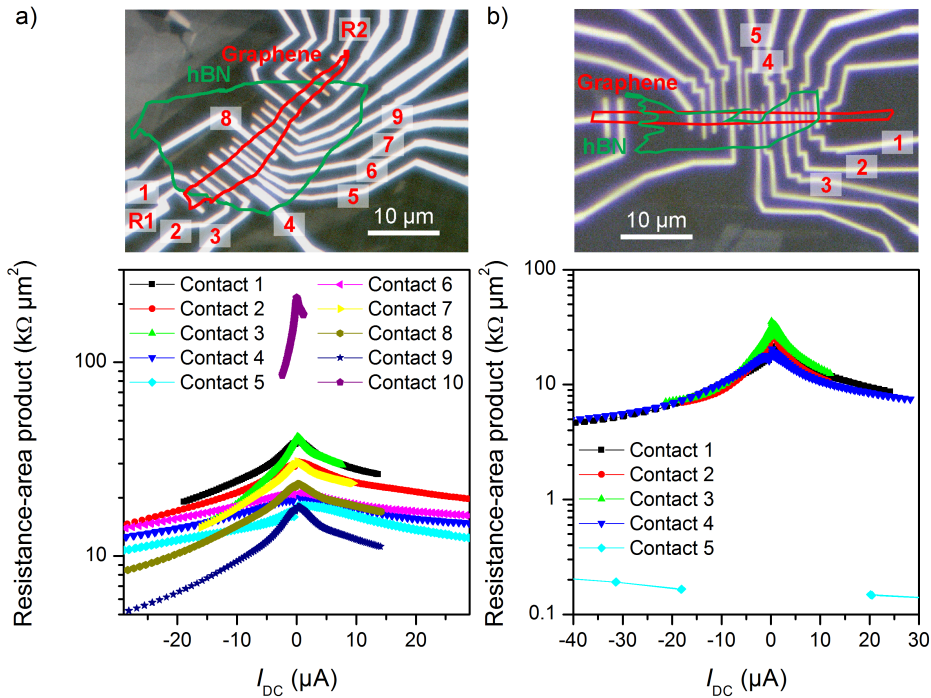 a)
R2
Graphene
hBN
8
9
7
6
5
1
R1
2
3
4
10 µm
b)
5
4
Graphene
hBN
1
2
3
10 µm
Resistance-area product (kΩ µm²)
100
10
Contact 1
Contact 2
Contact 3
Contact 4
Contact 5
Contact 6
Contact 7
Contact 8
Contact 9
Contact 10
-20 -10 0 10 20
I_DC (µA)
Resistance-area product (kΩ µm²)
100
10
1
0.1
Contact 1
Contact 2
Contact 3
Contact 4
Contact 5
-40 -30 -20 -10 0 10 20 30
I_DC (µA)